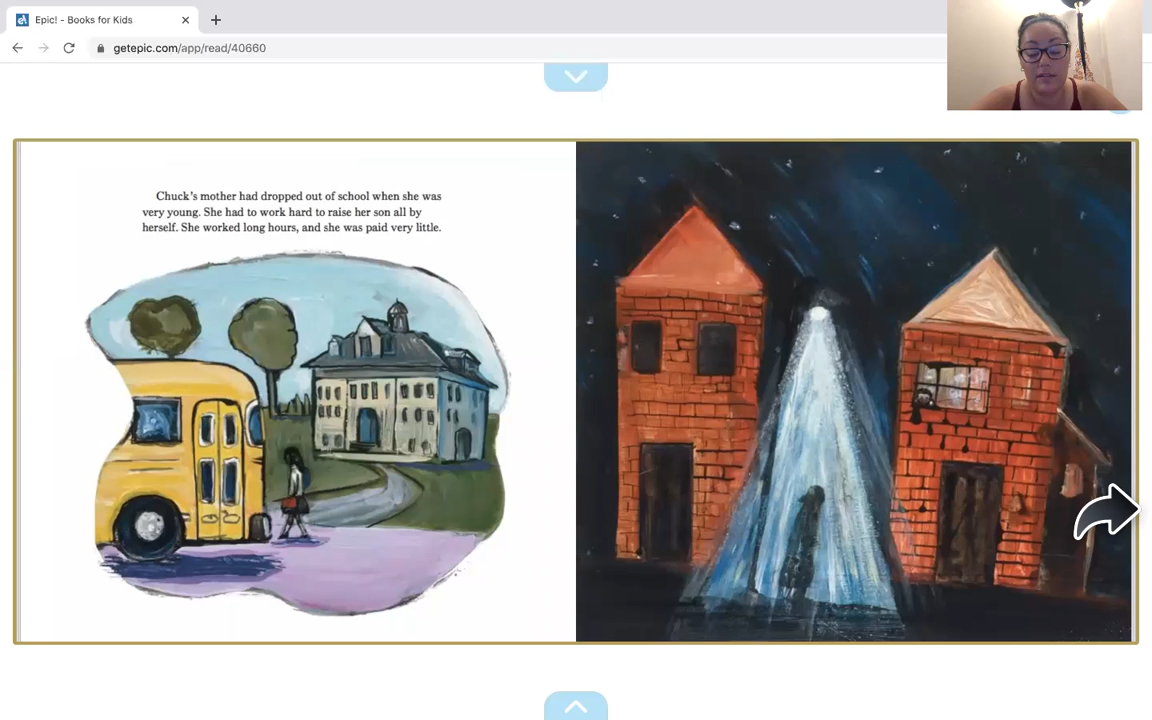 Epic! - Books for Kids
getepic.com/app/read/40660
Chuck's mother had dropped out of school when she was
very young. She had to work hard to raise her son all by
herself. She worked long hours, and she was paid very little.